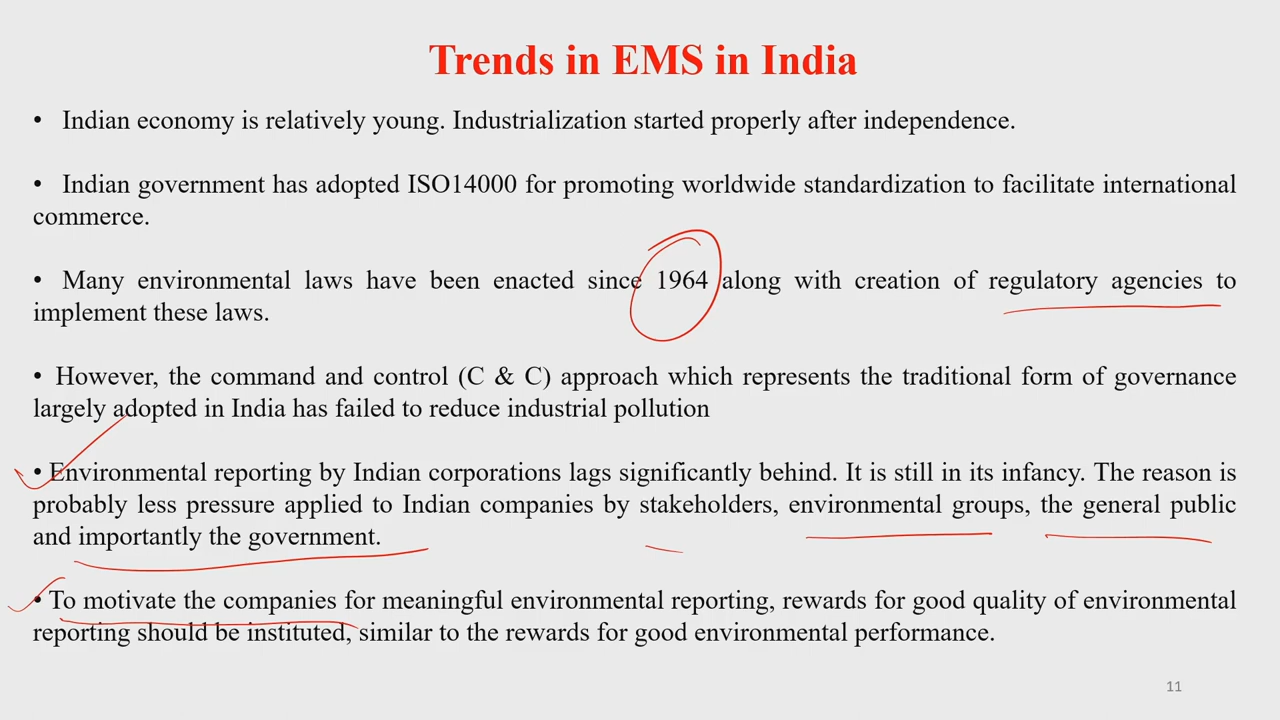 Trends in EMS in India
• Indian economy is relatively young. Industrialization started properly after independence.
• Indian government has adopted ISO14000 for promoting worldwide standardization to facilitate international
commerce.
• Many environmental laws have been enacted since 1964 along with creation of regulatory agencies to
implement these laws.
• However, the command and control (C & C) approach which represents the traditional form of governance
largely adopted in India has failed to reduce industrial pollution
• Environmental reporting by Indian corporations lags significantly behind. It is still in its infancy. The reason is
probably less pressure applied to Indian companies by stakeholders, environmental groups, the general public
and importantly the government.
• To motivate the companies for meaningful environmental reporting, rewards for good quality of environmental
reporting should be instituted, similar to the rewards for good environmental performance.
11